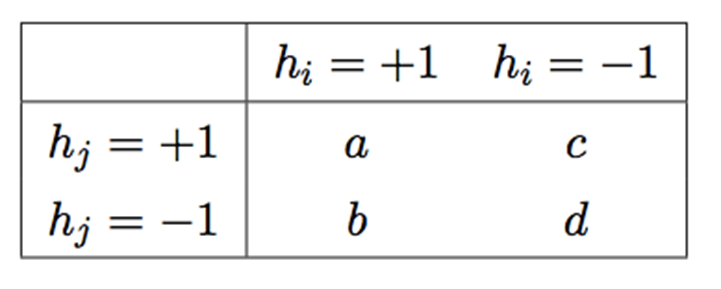 h_i = +1 h_i = −1
h_j = +1 a c
h_j = −1 b d